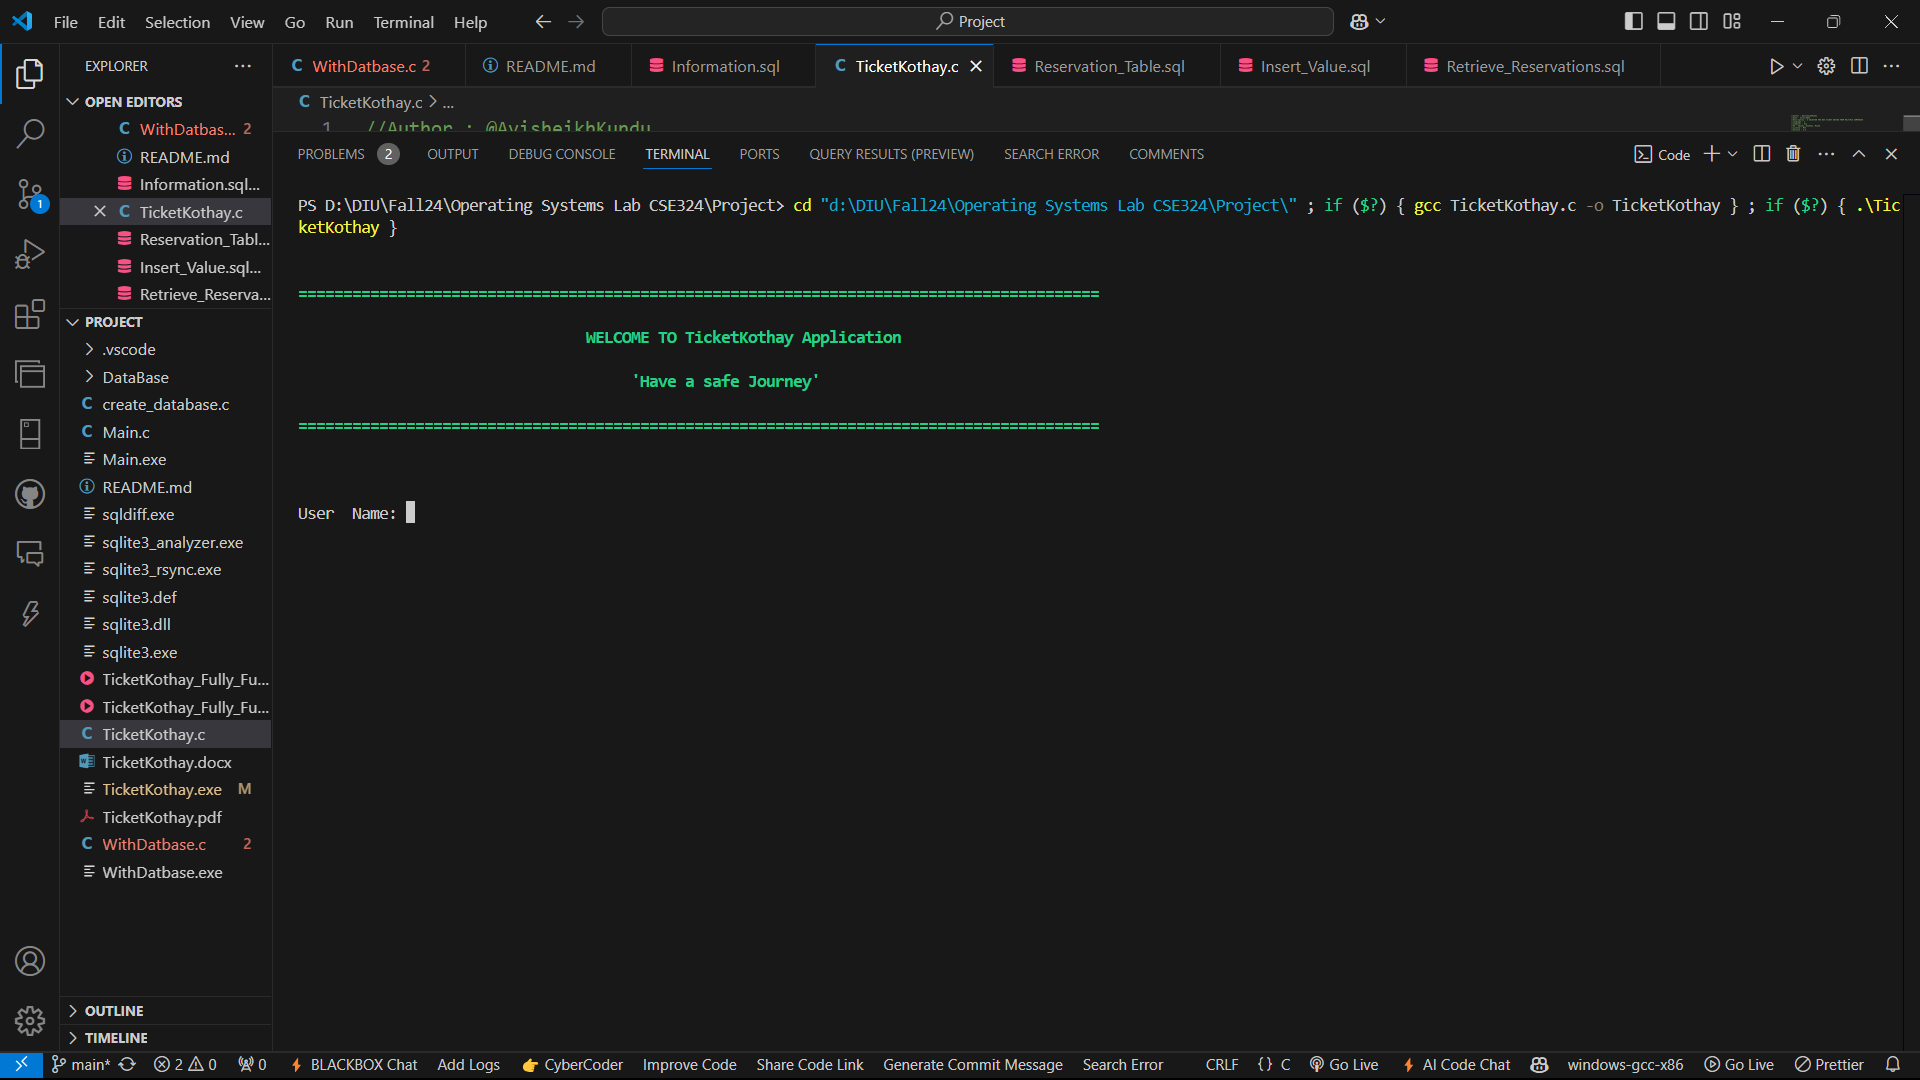 File Edit Selection View Go Run Terminal Help
Project
EXPLORER
WithDatbase.c 2
README.md
Information.sql
TicketKothay.c
Reservation_Table.sql
Insert_Value.sql
Retrieve_Reservations.sql
OPEN EDITORS
WithDatbas... 2
README.md
Information.sql...
TicketKothay.c
Reservation_Tabl...
Insert_Value.sql...
Retrieve_Reserva...
PROJECT
.vscode
DataBase
create_database.c
Main.c
Main.exe
README.md
sqldiff.exe
sqlite3_analyzer.exe
sqlite3_rsync.exe
sqlite3.def
sqlite3.dll
sqlite3.exe
TicketKothay_Fully_Fu...
TicketKothay_Fully_Fu...
TicketKothay.c
TicketKothay.docx
TicketKothay.exe M
TicketKothay.pdf
WithDatbase.c 2
WithDatbase.exe
OUTLINE
TIMELINE
TicketKothay.c > ...
1 //Author : @AvisheikhKundu
PROBLEMS 2 OUTPUT DEBUG CONSOLE TERMINAL PORTS QUERY RESULTS (PREVIEW) SEARCH ERROR COMMENTS
Code
PS D:\DIU\Fall24\Operating Systems Lab CSE324\Project> cd "d:\DIU\Fall24\Operating Systems Lab CSE324\Project\" ; if ($?) { gcc TicketKothay.c -o TicketKothay } ; if ($?) { .\Tic
ketKothay }
=========================================================================================
WELCOME TO TicketKothay Application
'Have a safe Journey'
=========================================================================================
User  Name:
main* 2 0 0 BLACKBOX Chat Add Logs CyberCoder Improve Code Share Code Link Generate Commit Message Search Error CRLF {} C Go Live AI Code Chat windows-gcc-x86 Go Live Prettier
1